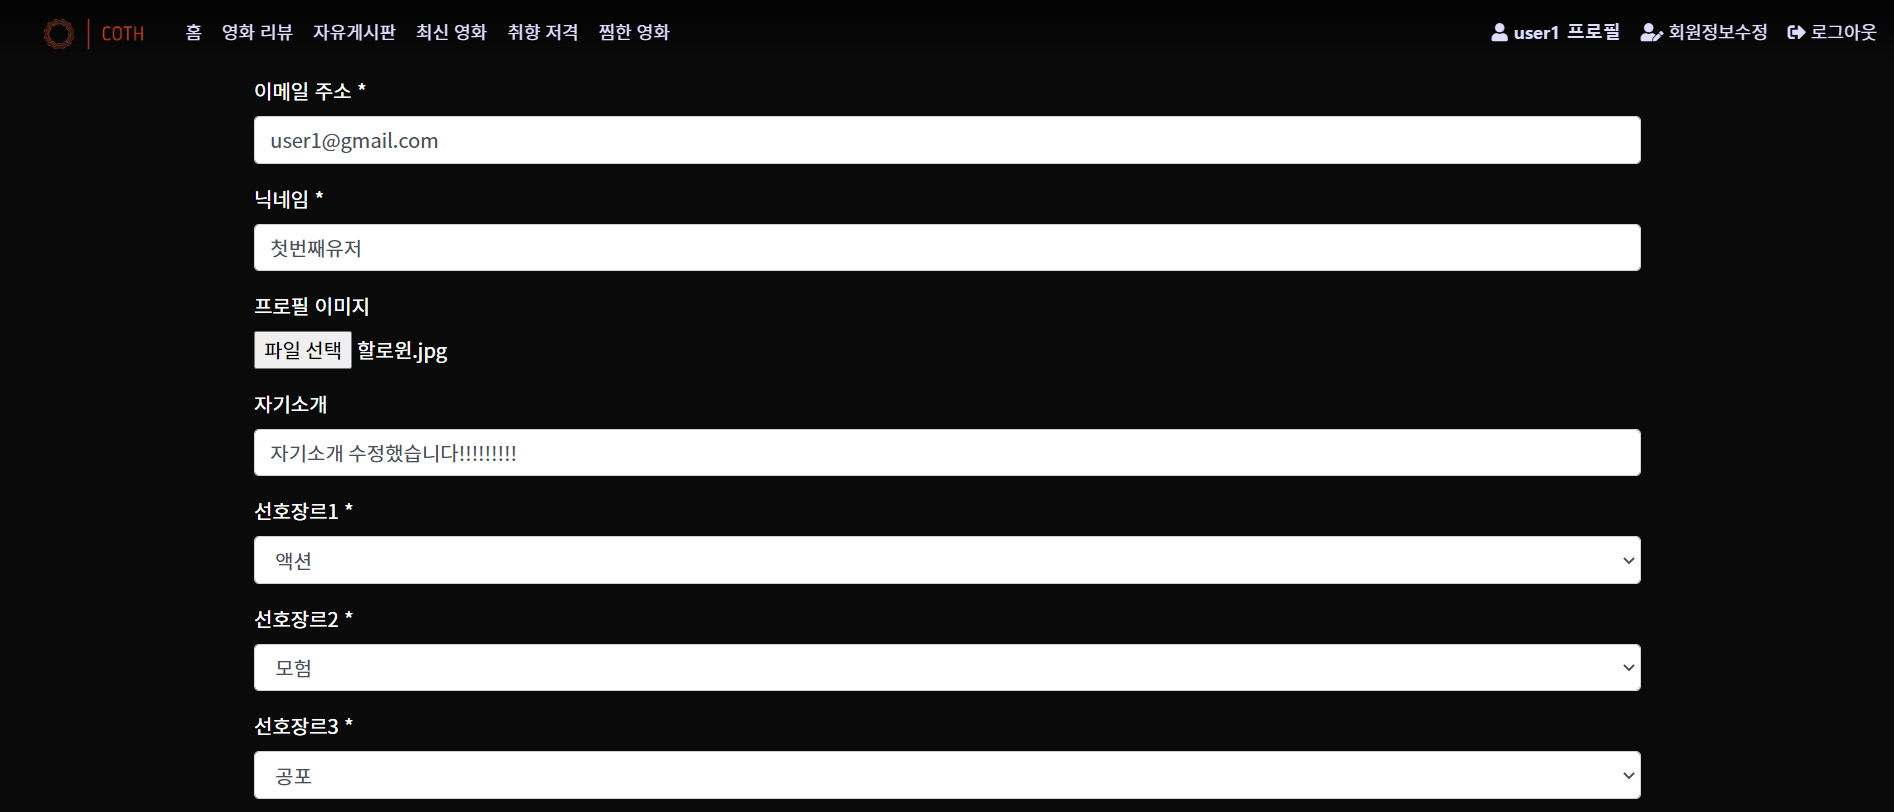 COTH 홈 영화 리뷰 자유게시판 최신 영화 취향 저격 찜한 영화 user1 프로필 회원정보수정 로그아웃
이메일 주소 *
user1@gmail.com
닉네임 *
첫번째유저
프로필 이미지
파일 선택 할로윈.jpg
자기소개
자기소개 수정했습니다!!!!!!!!!
선호장르1 *
액션
선호장르2 *
모험
선호장르3 *
공포